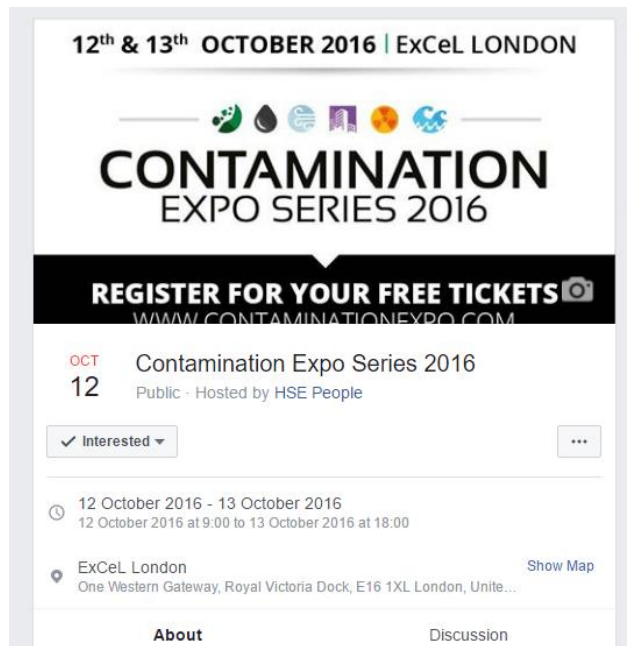 12th & 13th OCTOBER 2016 | ExCeL LONDON
CONTAMINATION
EXPO SERIES 2016
REGISTER FOR YOUR FREE TICKETS
WWW.CONTAMINATIONEXPO.COM
OCT
12
Contamination Expo Series 2016
Public · Hosted by HSE People
✓ Interested
...
12 October 2016 - 13 October 2016
12 October 2016 at 9:00 to 13 October 2016 at 18:00
ExCeL London
Show Map
One Western Gateway, Royal Victoria Dock, E16 1XL London, Unite...
About
Discussion